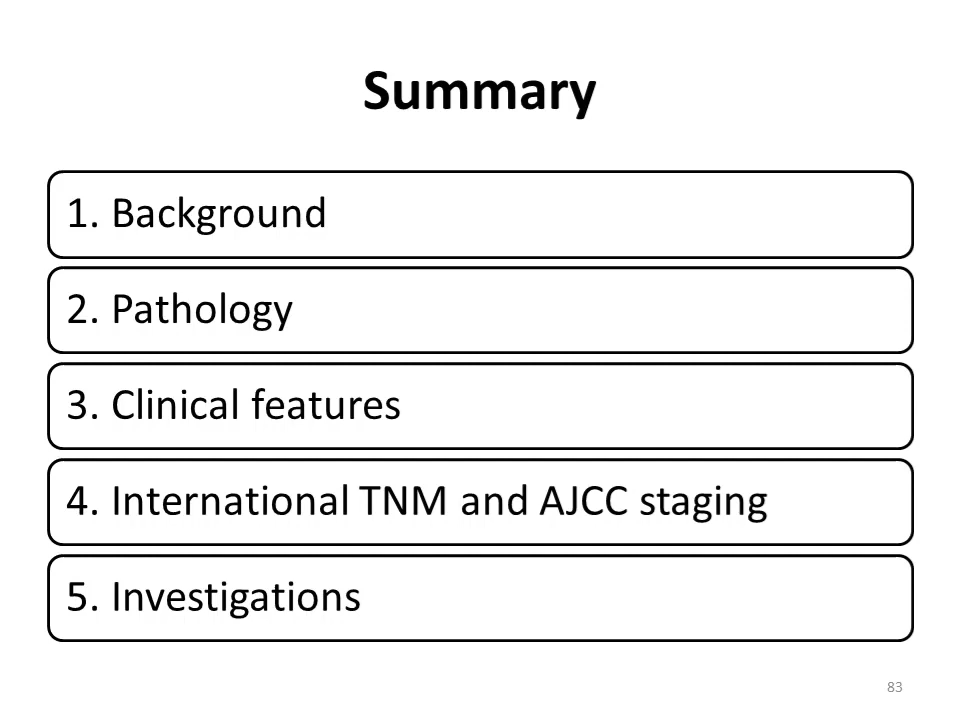 Summary
1. Background
2. Pathology
3. Clinical features
4. International TNM and AJCC staging
5. Investigations
83